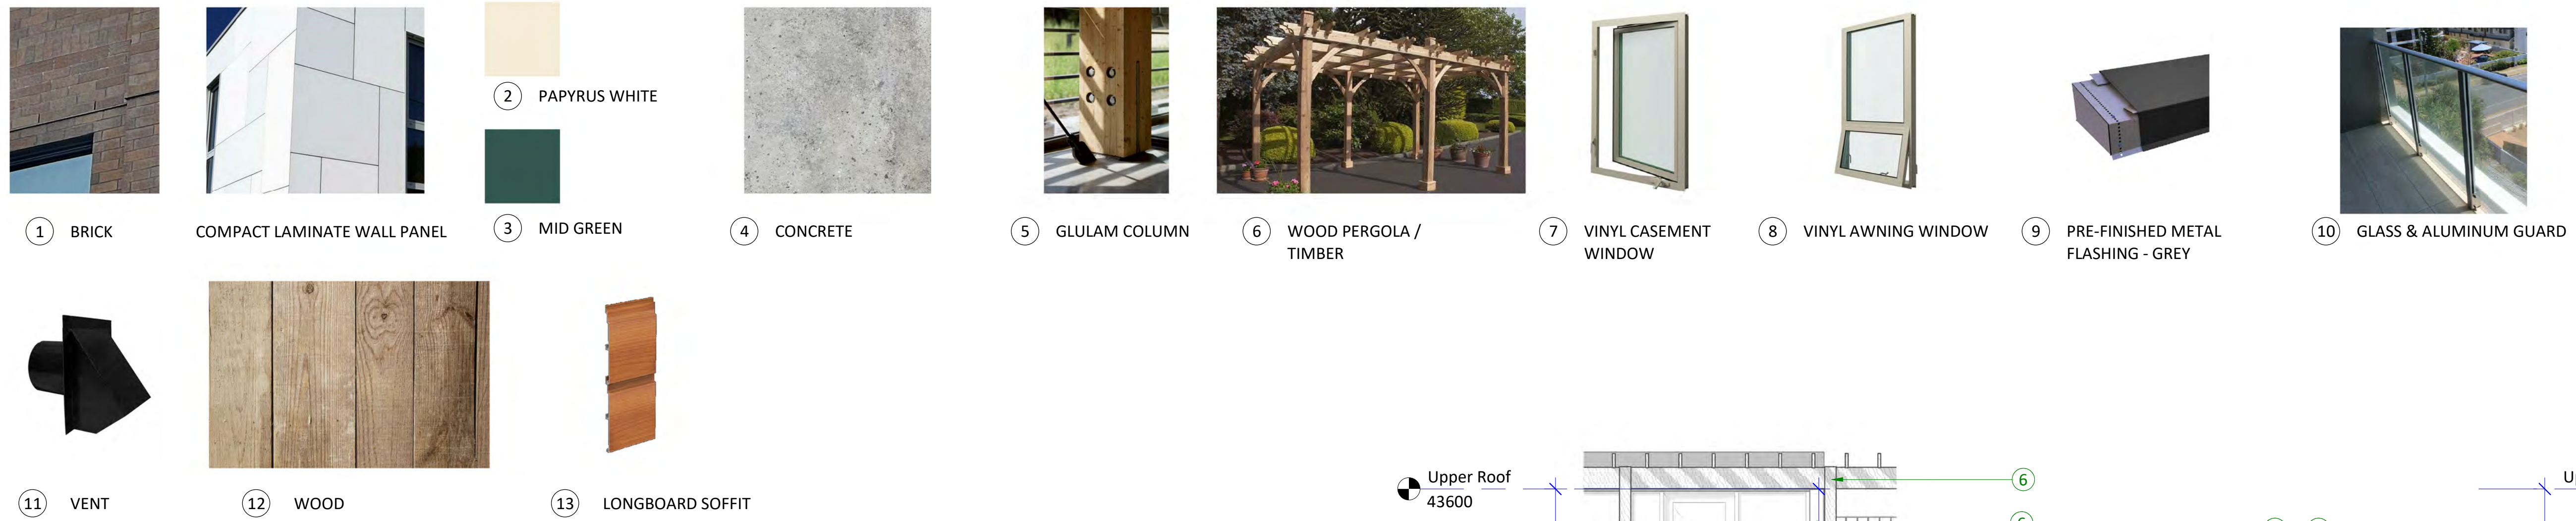 2 PAPYRUS WHITE
1 BRICK
COMPACT LAMINATE WALL PANEL
3 MID GREEN
4 CONCRETE
5 GLULAM COLUMN
6 WOOD PERGOLA /
TIMBER
7 VINYL CASEMENT
WINDOW
8 VINYL AWNING WINDOW
9 PRE-FINISHED METAL
FLASHING - GREY
10 GLASS & ALUMINUM GUARD
11 VENT
12 WOOD
13 LONGBOARD SOFFIT
Upper Roof
43600
6
U
6